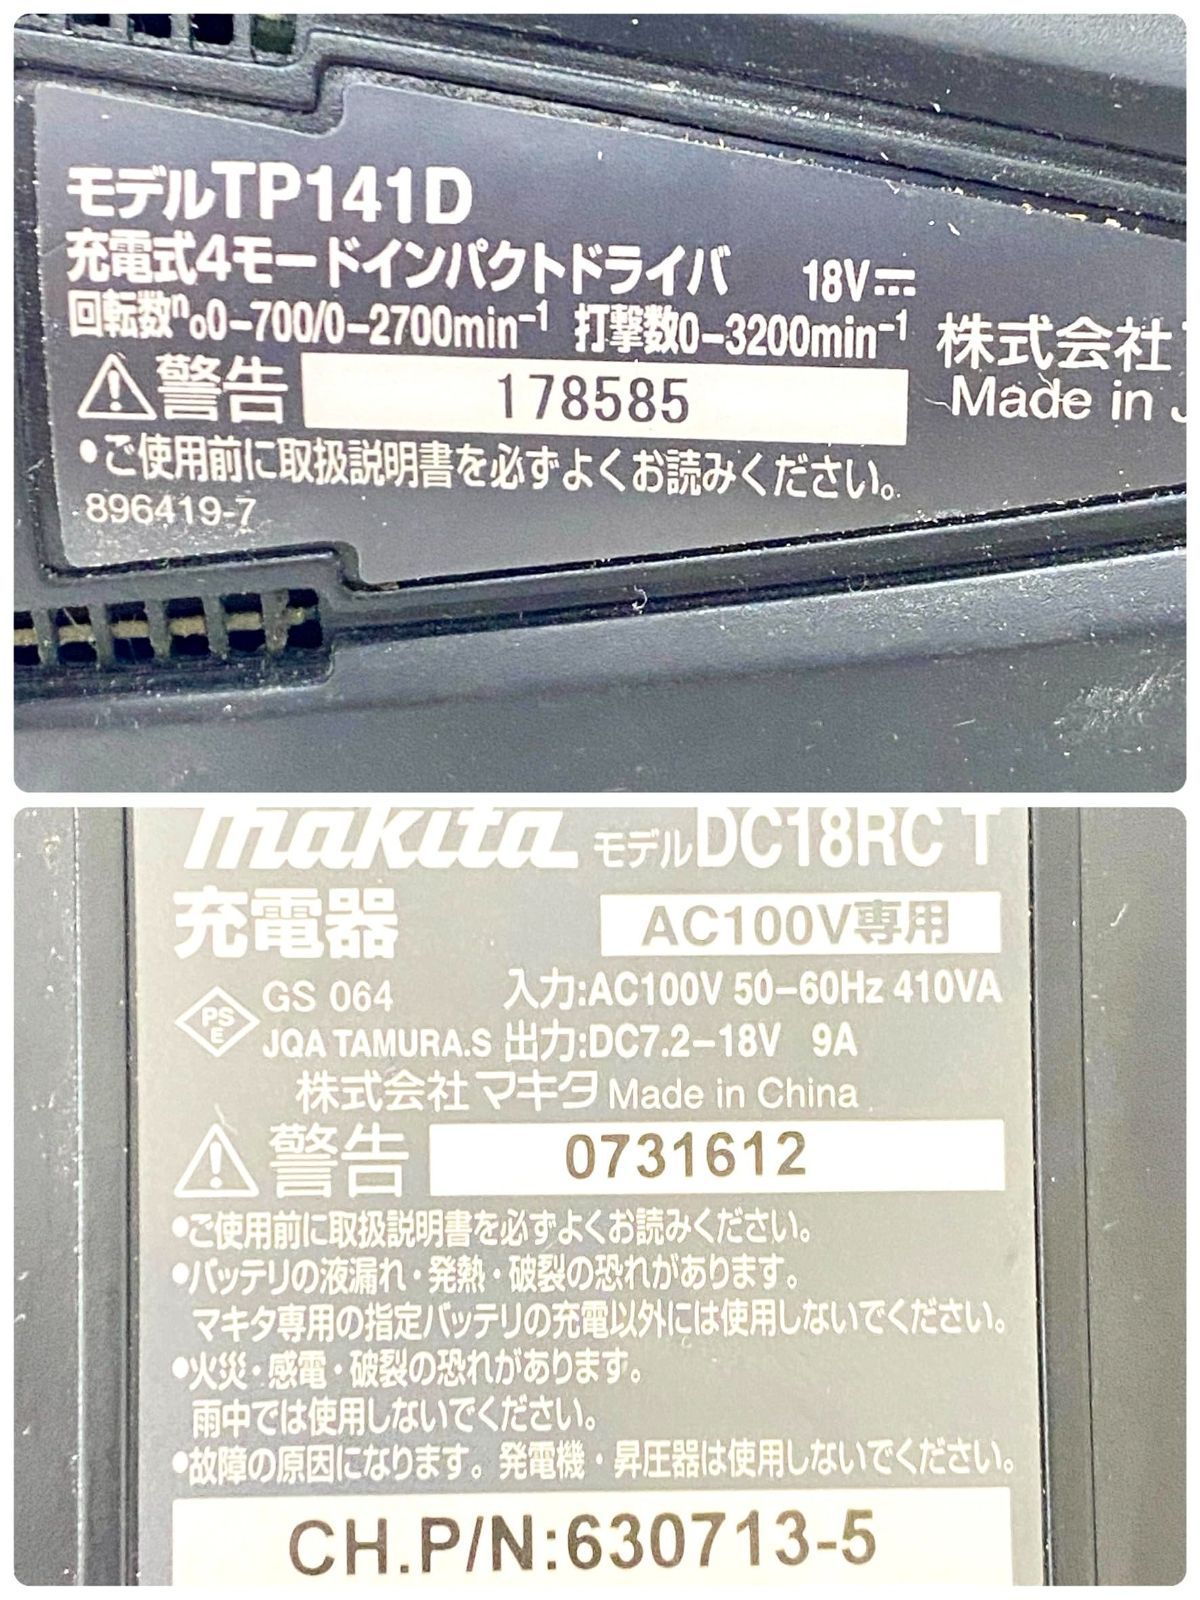 モデルTP141D
充電式4モードインパクトドライバ 18V
回転数n₀0-700/0-2700min⁻¹ 打撃数0-3200min⁻¹
株式会社
Made in J
警告 178585
•ご使用前に取扱説明書を必ずよくお読みください。
896419-7
makita モデルDC18RC T
充電器 AC100V専用
PSE GS 064 入力:AC100V 50-60Hz 410VA
JQA TAMURA.S 出力:DC7.2-18V 9A
株式会社 マキタ Made in China
警告 0731612
•ご使用前に取扱説明書を必ずよくお読みください。
•バッテリの液漏れ・発熱・破裂の恐れがあります。
マキタ専用の指定バッテリの充電以外には使用しないでください。
•火災・感電・破裂の恐れがあります。
雨中では使用しないでください。
•故障の原因になります。発電機・昇圧器は使用しないでください。
CH.P/N:630713-5